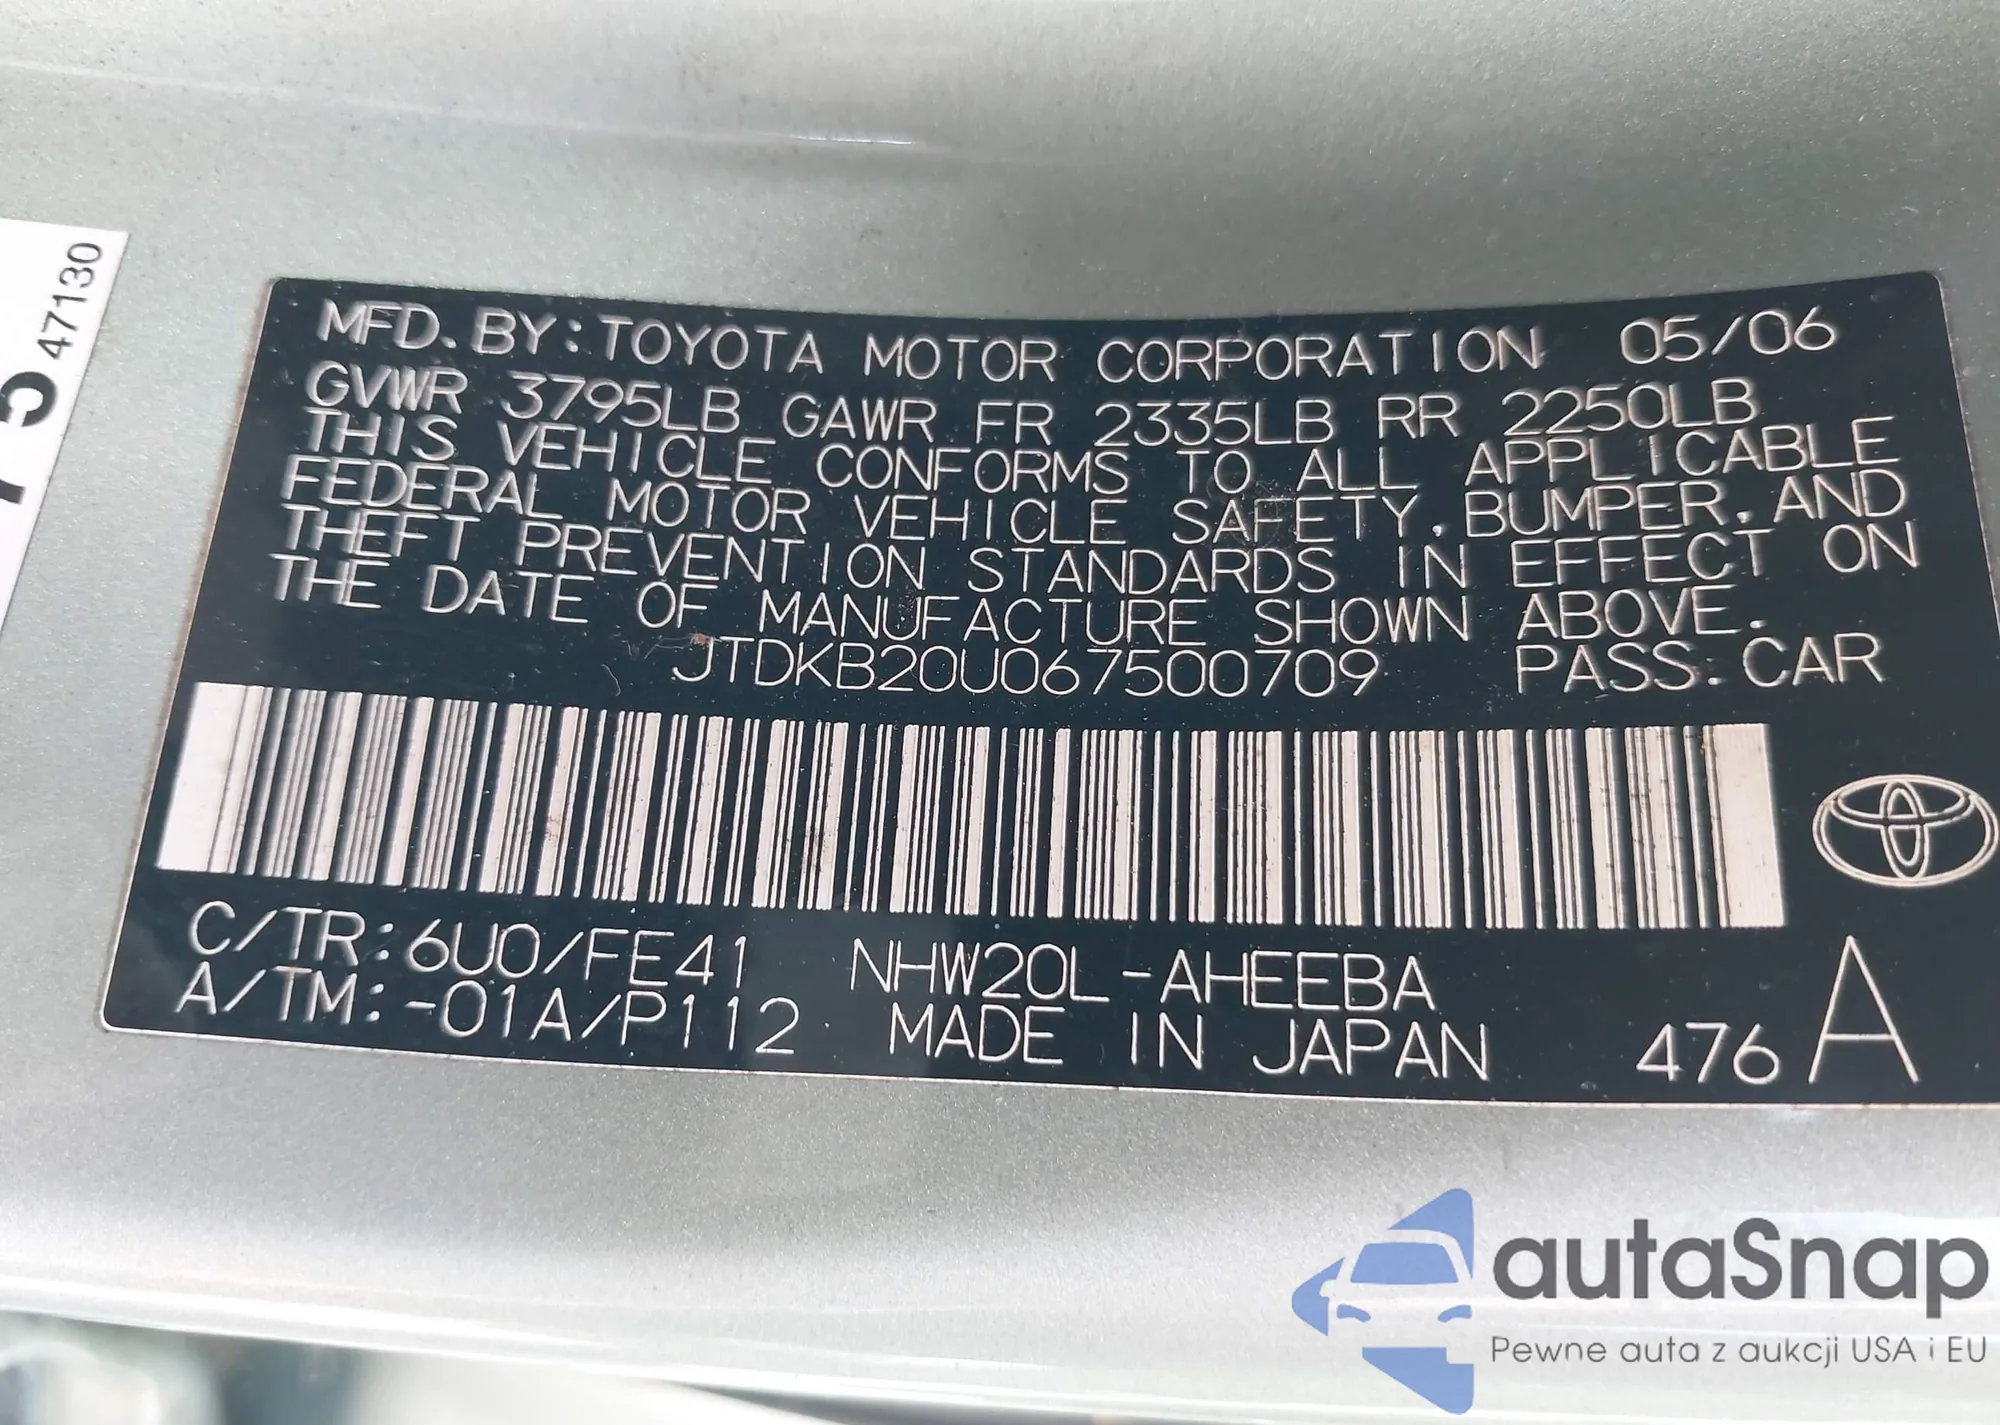 47130
75
MFD. BY: TOYOTA MOTOR CORPORATION 05/06
GVWR 3795LB GAWR FR 2335LB RR 2250LB
THIS VEHICLE CONFORMS TO ALL APPLICABLE
FEDERAL MOTOR VEHICLE SAFETY, BUMPER, AND
THEFT PREVENTION STANDARDS IN EFFECT ON
THE DATE OF MANUFACTURE SHOWN ABOVE.
JTDKB20U067500709 PASS. CAR
C/TR: 6U0/FE41 NHW20L-AHEEBA
A/TM: -01A/P112 MADE IN JAPAN 476 A
autaSnap
Pewne auta z aukcji USA i EU